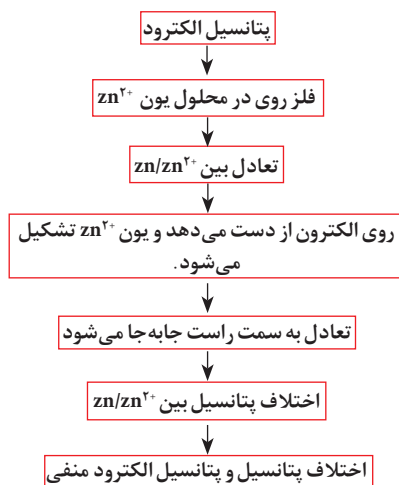 پتانسیل الکترود
فلز روی در محلول یون zn²⁺
تعادل بین zn/zn²⁺
روی الکترون از دست می‌دهد و یون zn²⁺ تشکیل
می‌شود.
تعادل به سمت راست جابه‌جا می‌شود
اختلاف پتانسیل بین zn/zn²⁺
اختلاف پتانسیل و پتانسیل الکترود منفی